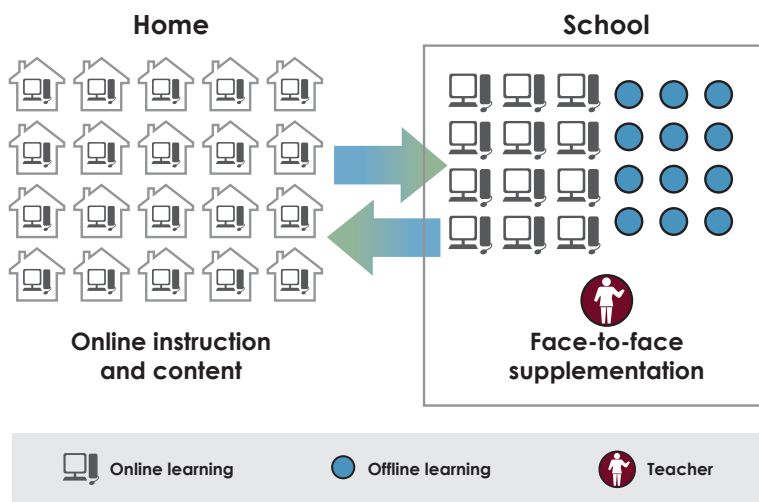 Home
School
Online instruction
and content
Face-to-face
supplementation
Online learning
Offline learning
Teacher